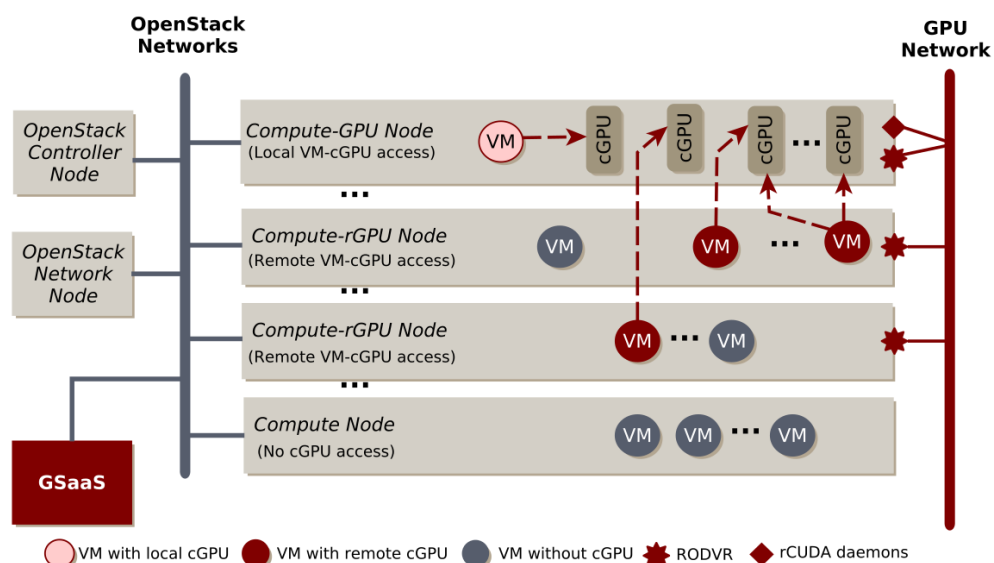 OpenStack
Networks
GPU
Network
OpenStack
Controller
Node
Compute-GPU Node
(Local VM-cGPU access)
VM
cGPU
cGPU
cGPU
...
cGPU
...
OpenStack
Network
Node
Compute-rGPU Node
(Remote VM-cGPU access)
VM
VM
...
VM
...
Compute-rGPU Node
(Remote VM-cGPU access)
VM
...
VM
...
Compute Node
(No cGPU access)
VM
VM
...
VM
GSaaS
VM with local cGPU
VM with remote cGPU
VM without cGPU
RODVR
rCUDA daemons